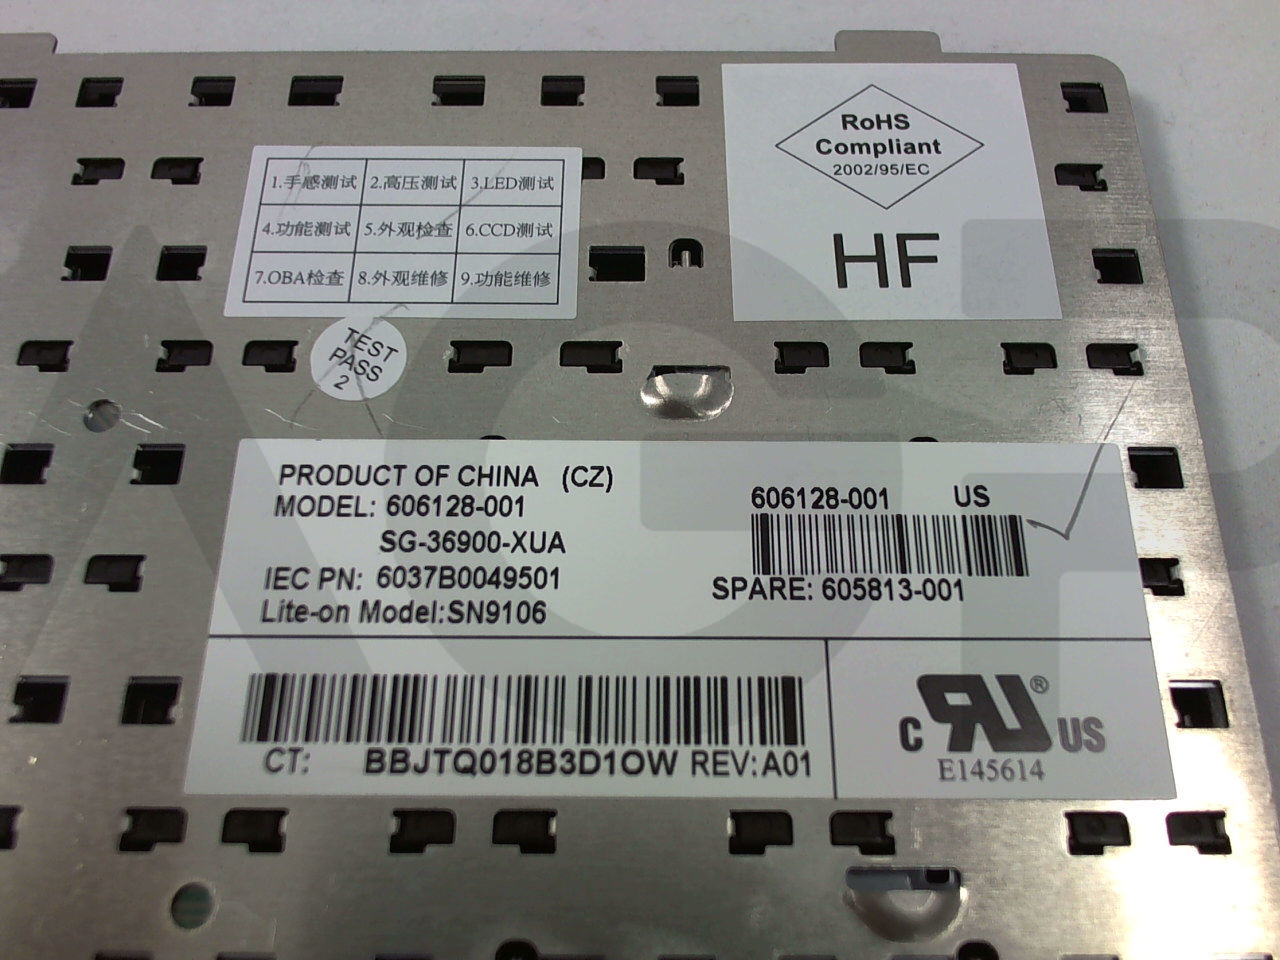 RoHS
Compliant
2002/95/EC
HF
1.手感测试 2.高压测试 3.LED测试
4.功能测试 5.外观检查 6.CCD测试
7.OBA检查 8.外观维修 9.功能维修
TEST
PASS
2
PRODUCT OF CHINA (CZ)
MODEL: 606128-001
SG-36900-XUA
IEC PN: 6037B0049501
Lite-on Model:SN9106
606128-001 US
SPARE: 605813-001
CT: BBJTQ018B3D1OW REV:A01
c RU ® US
E145614